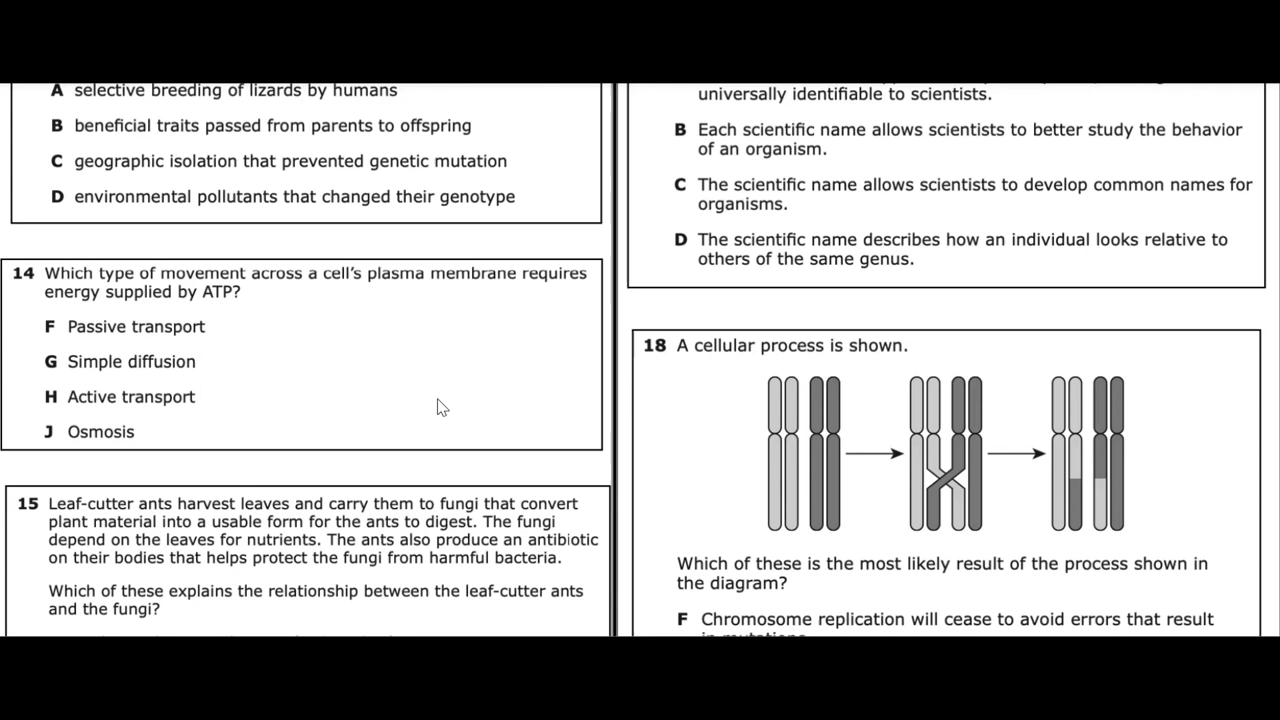 A selective breeding of lizards by humans
B beneficial traits passed from parents to offspring
C geographic isolation that prevented genetic mutation
D environmental pollutants that changed their genotype
14 Which type of movement across a cell's plasma membrane requires
energy supplied by ATP?
F Passive transport
G Simple diffusion
H Active transport
J Osmosis
15 Leaf-cutter ants harvest leaves and carry them to fungi that convert
plant material into a usable form for the ants to digest. The fungi
depend on the leaves for nutrients. The ants also produce an antibiotic
on their bodies that helps protect the fungi from harmful bacteria.
Which of these explains the relationship between the leaf-cutter ants
and the fungi?
universally identifiable to scientists.
B Each scientific name allows scientists to better study the behavior
of an organism.
C The scientific name allows scientists to develop common names for
organisms.
D The scientific name describes how an individual looks relative to
others of the same genus.
18 A cellular process is shown.
Which of these is the most likely result of the process shown in
the diagram?
F Chromosome replication will cease to avoid errors that result